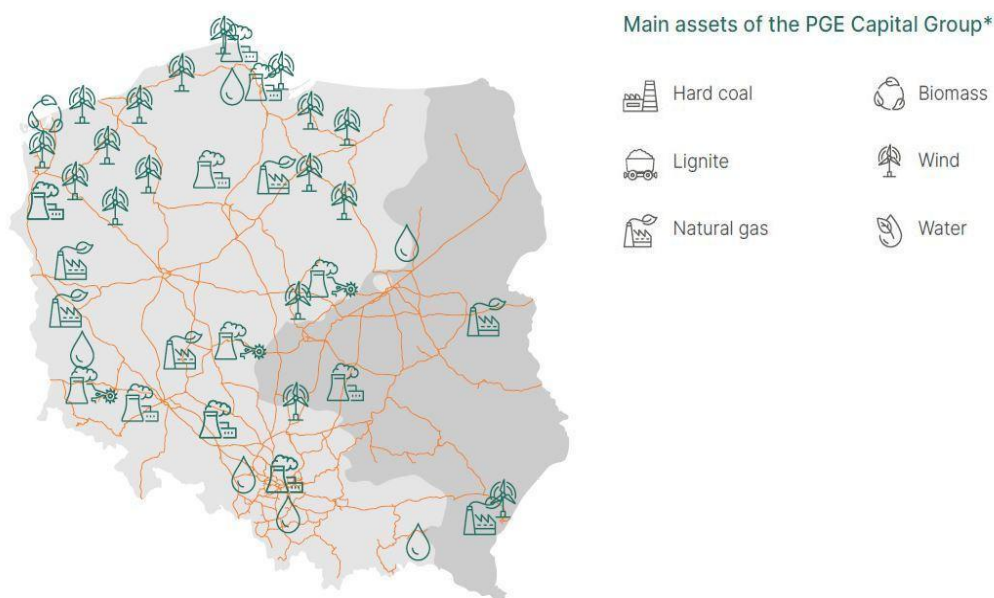 Main assets of the PGE Capital Group*
Hard coal
Biomass
Lignite
Wind
Natural gas
Water